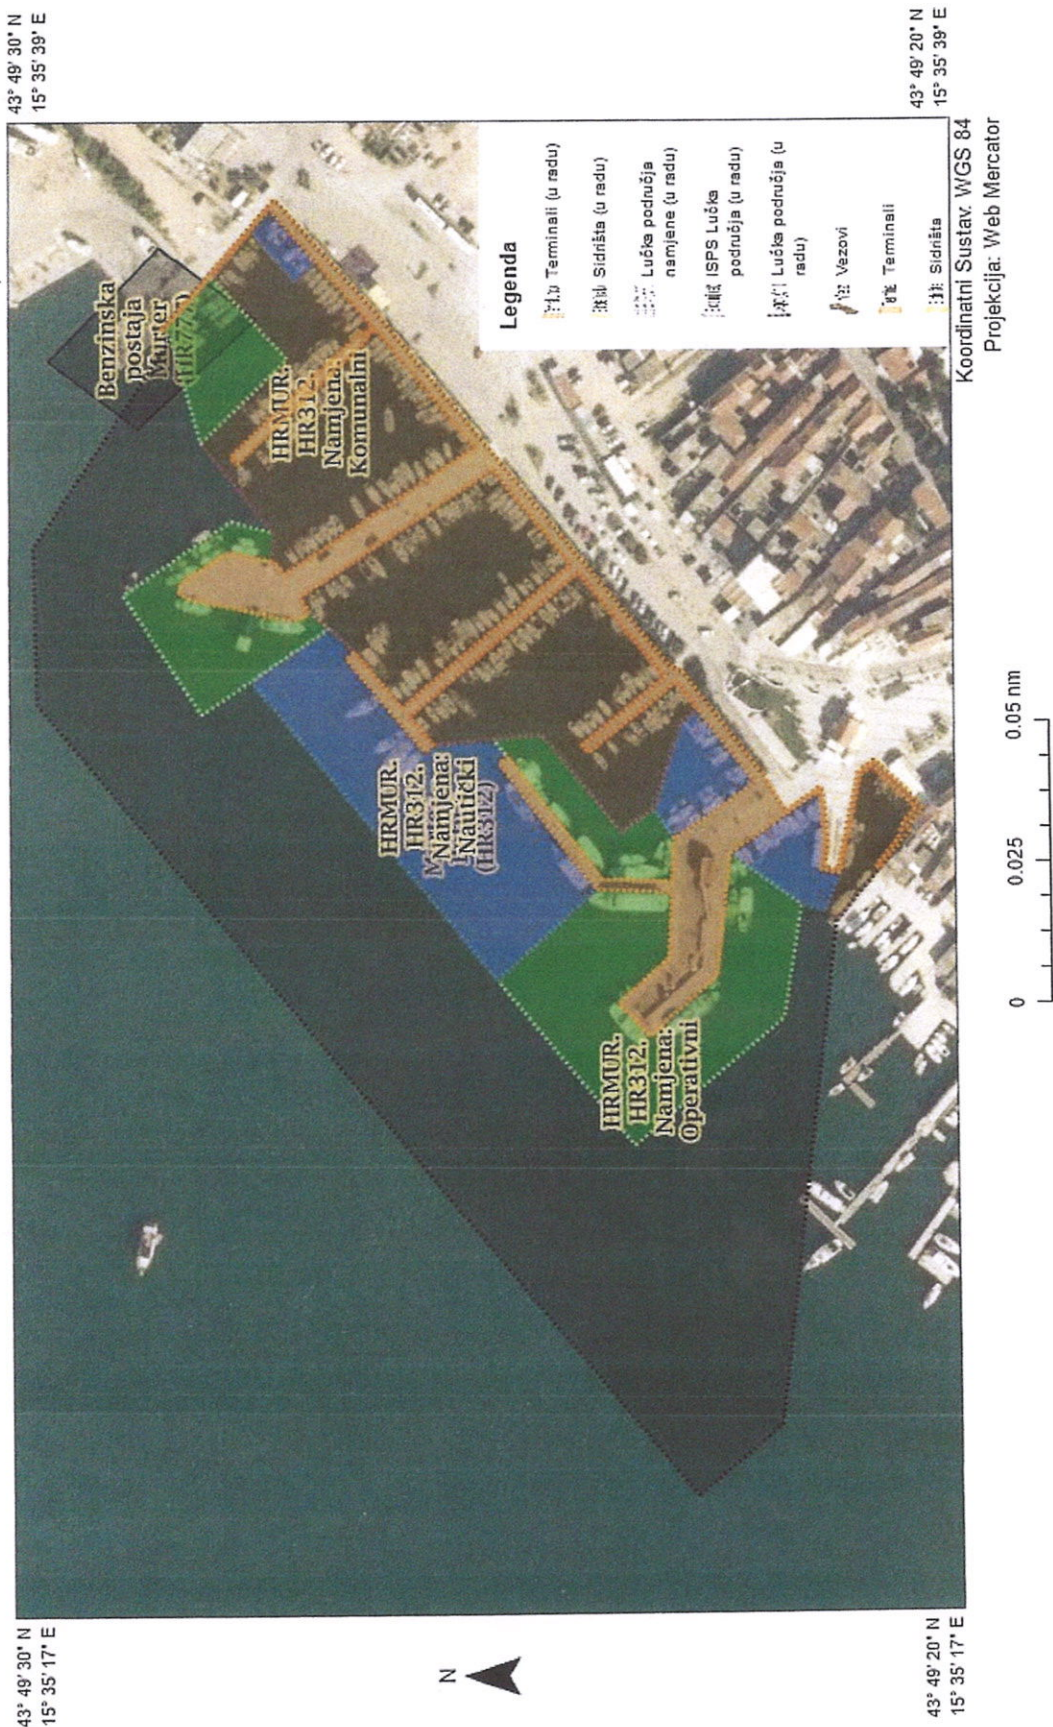 43° 49' 30" N
15° 35' 17" E
43° 49' 30" N
15° 35' 39" E
Benzinska
postaja
Murter
HRMUR.
HR312.
Namjena:
Komunalni
HRMUR.
HR312.
Namjena:
Nautički
(HR312)
HRMUR.
HR312.
Namjena:
Operativni
N
Legenda
Terminali (u radu)
Sidrišta (u radu)
Lučka područja
namjene (u radu)
ISPS Lučka
područja (u radu)
Lučka područja (u
radu)
Vezovi
Terminali
Sidrišta
43° 49' 20" N
15° 35' 17" E
43° 49' 20" N
15° 35' 39" E
0 0.025 0.05 nm
Koordinatni Sustav: WGS 84
Projekcija: Web Mercator